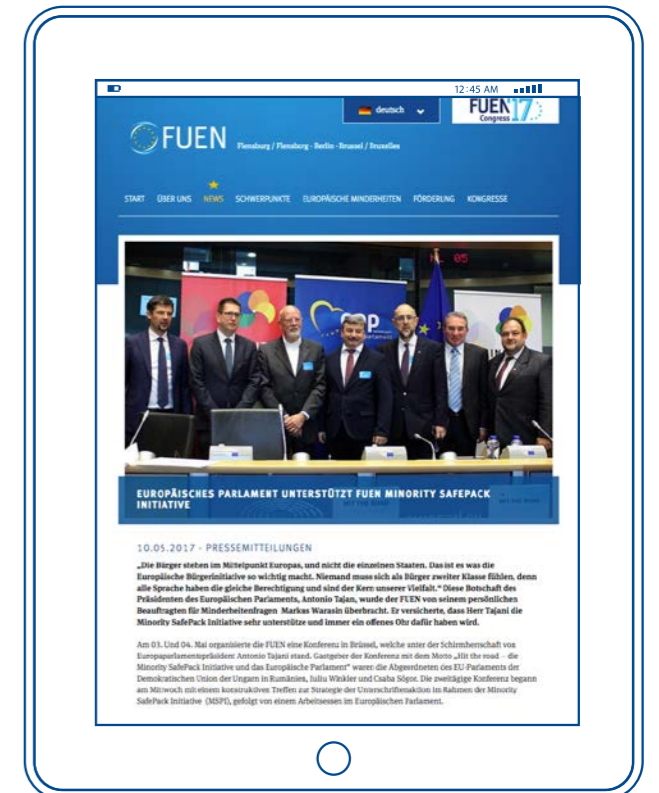 12:45 AM
deutsch
FUEN 17
Congress
FUEN
Flensburg / Flensborg - Berlin - Brussel / Bruxelles
START ÜBER UNS NEWS SCHWERPUNKTE EUROPÄISCHE MINDERHEITEN FÖRDERUNG KONGRESSE
05
EUROPÄISCHES PARLAMENT UNTERSTÜTZT FUEN MINORITY SAFEPACK
INITIATIVE
10.05.2017 - PRESSEMITTEILUNGEN
„Die Bürger stehen im Mittelpunkt Europas, und nicht die einzelnen Staaten. Das ist es was die
Europäische Bürgerinitiative so wichtig macht. Niemand muss sich als Bürger zweiter Klasse fühlen, denn
alle Sprache haben die gleiche Berechtigung und sind der Kern unserer Vielfalt.“ Diese Botschaft des
Präsidenten des Europäischen Parlaments, Antonio Tajan, wurde der FUEN von seinem persönlichen
Beauftragten für Minderheitenfragen Markus Warasin überbracht. Er versicherte, dass Herr Tajani die
Minority SafePack Initiative sehr unterstütze und immer ein offenes Ohr dafür haben wird.
Am 03. Und 04. Mai organisierte die FUEN eine Konferenz in Brüssel, welche unter der Schirmherrschaft von
Europaparlamentspräsident Antonio Tajani stand. Gastgeber der Konferenz mit dem Motto „Hit the road – die
Minority SafePack Initiative und das Europäische Parlament“ waren die Abgeordneten des EU-Parlaments der
Demokratischen Union der Ungarn in Rumänien, Iuliu Winkler und Csaba Sógor. Die zweitägige Konferenz begann
am Mittwoch mit einem konstruktiven Treffen zur Strategie der Unterschriftenaktion im Rahmen der Minority
SafePack Initiative (MSPI), gefolgt von einem Arbeitsessen im Europäischen Parlament.